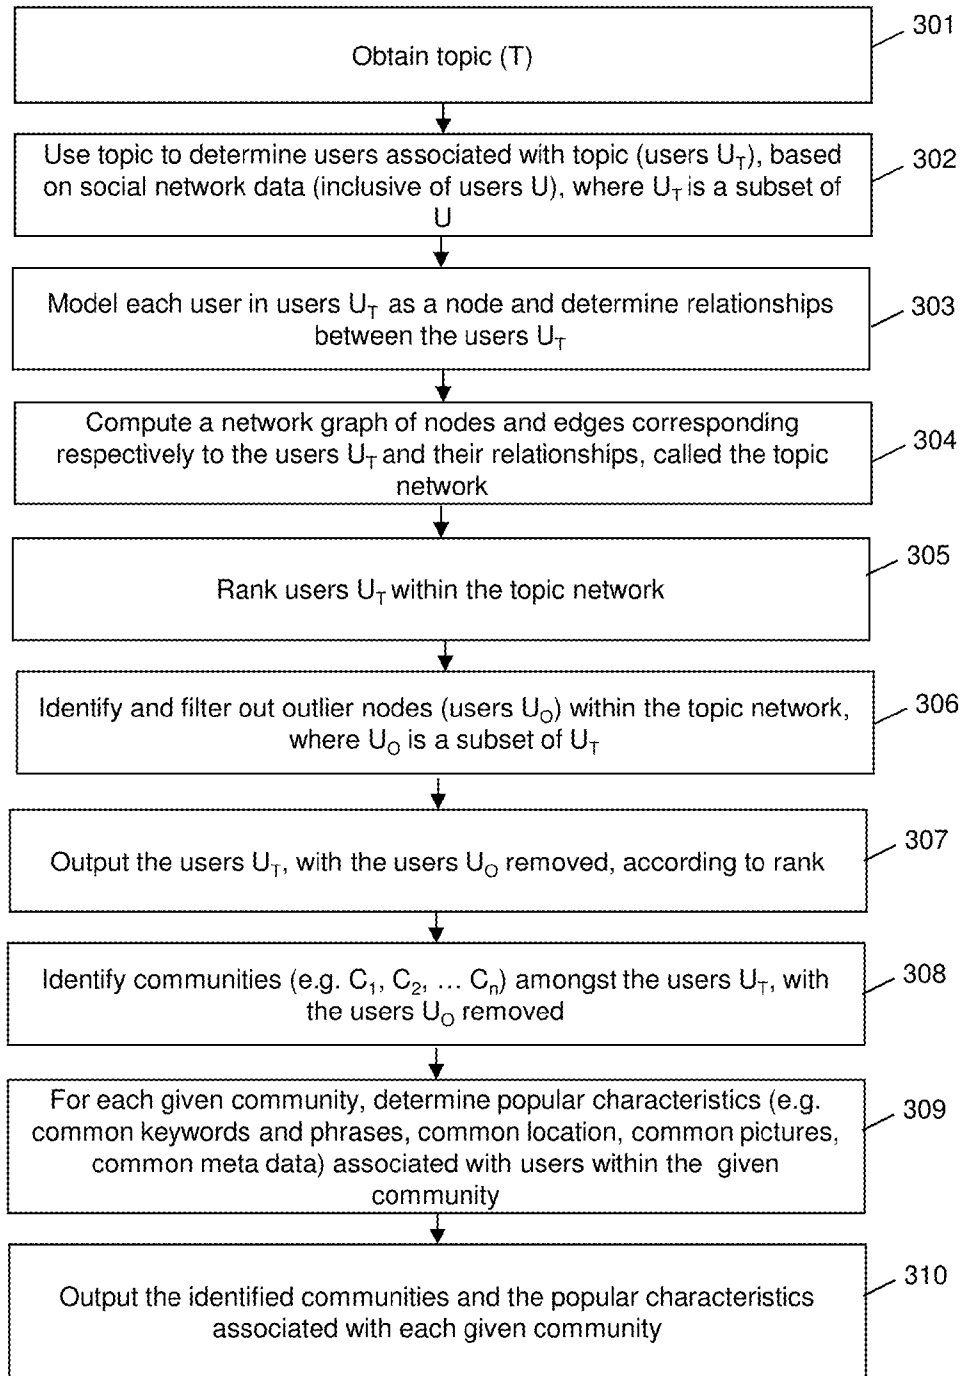 Obtain topic (T)
301
Use topic to determine users associated with topic (users U_T), based
on social network data (inclusive of users U), where U_T is a subset of
U
302
Model each user in users U_T as a node and determine relationships
between the users U_T
303
Compute a network graph of nodes and edges corresponding
respectively to the users U_T and their relationships, called the topic
network
304
Rank users U_T within the topic network
305
Identify and filter out outlier nodes (users U_O) within the topic network,
where U_O is a subset of U_T
306
Output the users U_T, with the users U_O removed, according to rank
307
Identify communities (e.g. C_1, C_2, … C_n) amongst the users U_T, with
the users U_O removed
308
For each given community, determine popular characteristics (e.g.
common keywords and phrases, common location, common pictures,
common meta data) associated with users within the given
community
309
Output the identified communities and the popular characteristics
associated with each given community
310